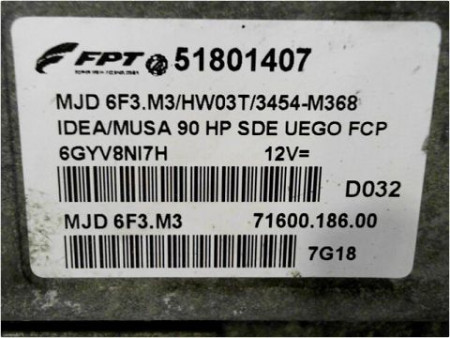 FPT 51801407
MJD 6F3.M3/HW03T/3454-M368
IDEA/MUSA 90 HP SDE UEGO FCP
6GYV8NI7H 12V=
D032
MJD 6F3.M3 71600.186.00
7G18